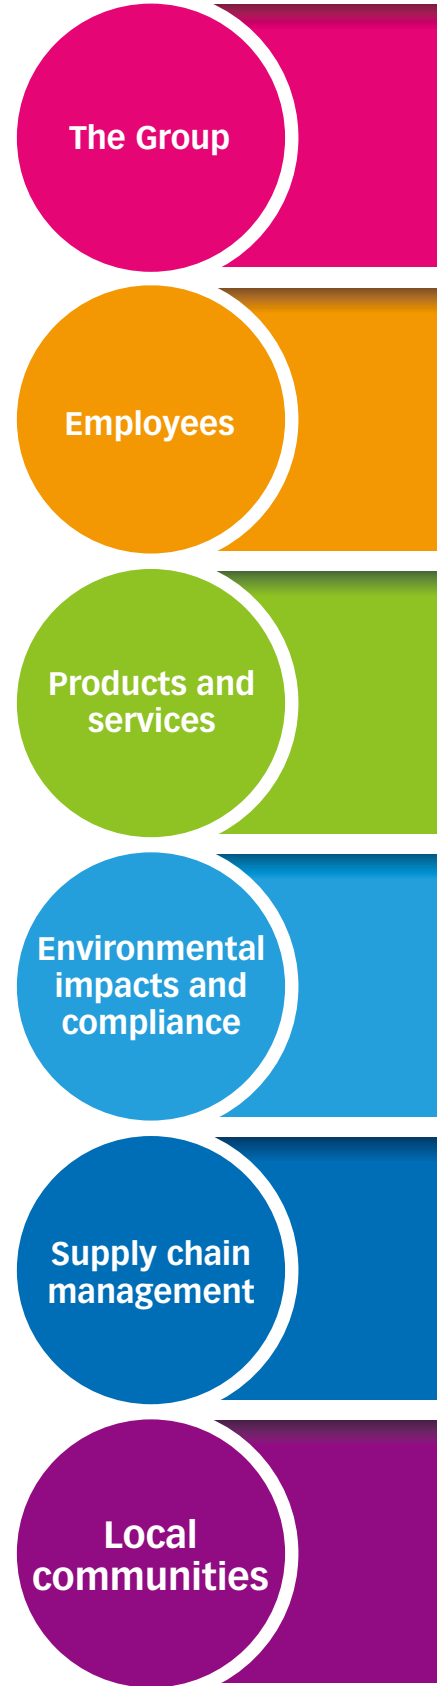 The Group
Employees
Products and
services
Environmental
impacts and
compliance
Supply chain
management
Local
communities